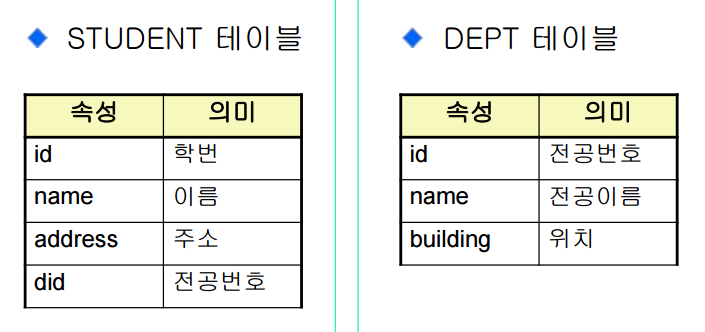 STUDENT 테이블
속성 의미
id 학번
name 이름
address 주소
did 전공번호
DEPT 테이블
속성 의미
id 전공번호
name 전공이름
building 위치